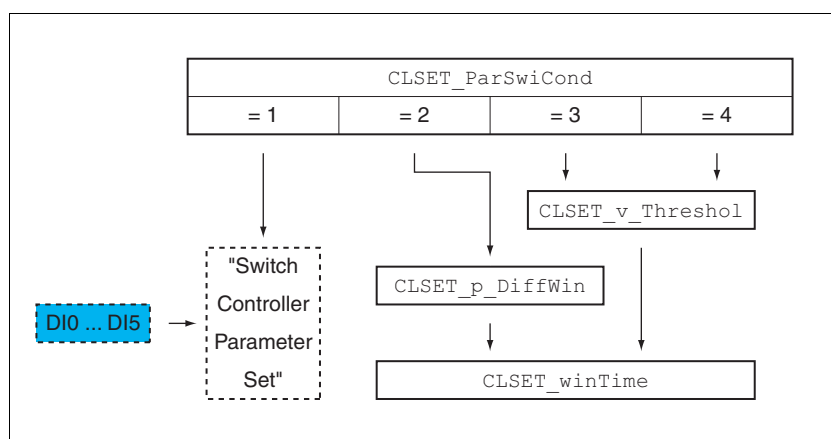 CLSET_ParSwiCond
= 1 = 2 = 3 = 4
CLSET_v_Threshol
"Switch
Controller
Parameter
Set"
CLSET_p_DiffWin
DI0 ... DI5
CLSET_winTime